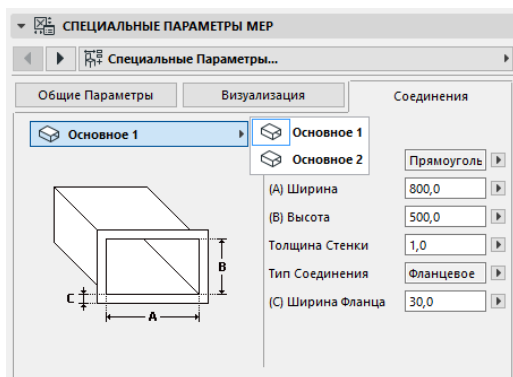 СПЕЦИАЛЬНЫЕ ПАРАМЕТРЫ МЕР
Специальные Параметры...
Общие Параметры
Визуализация
Соединения
Основное 1
Основное 1
Основное 2
Прямоуголь
(A) Ширина
800,0
(B) Высота
500,0
Толщина Стенки
1,0
Тип Соединения
Фланцевое
(C) Ширина Фланца
30,0
B
C
A